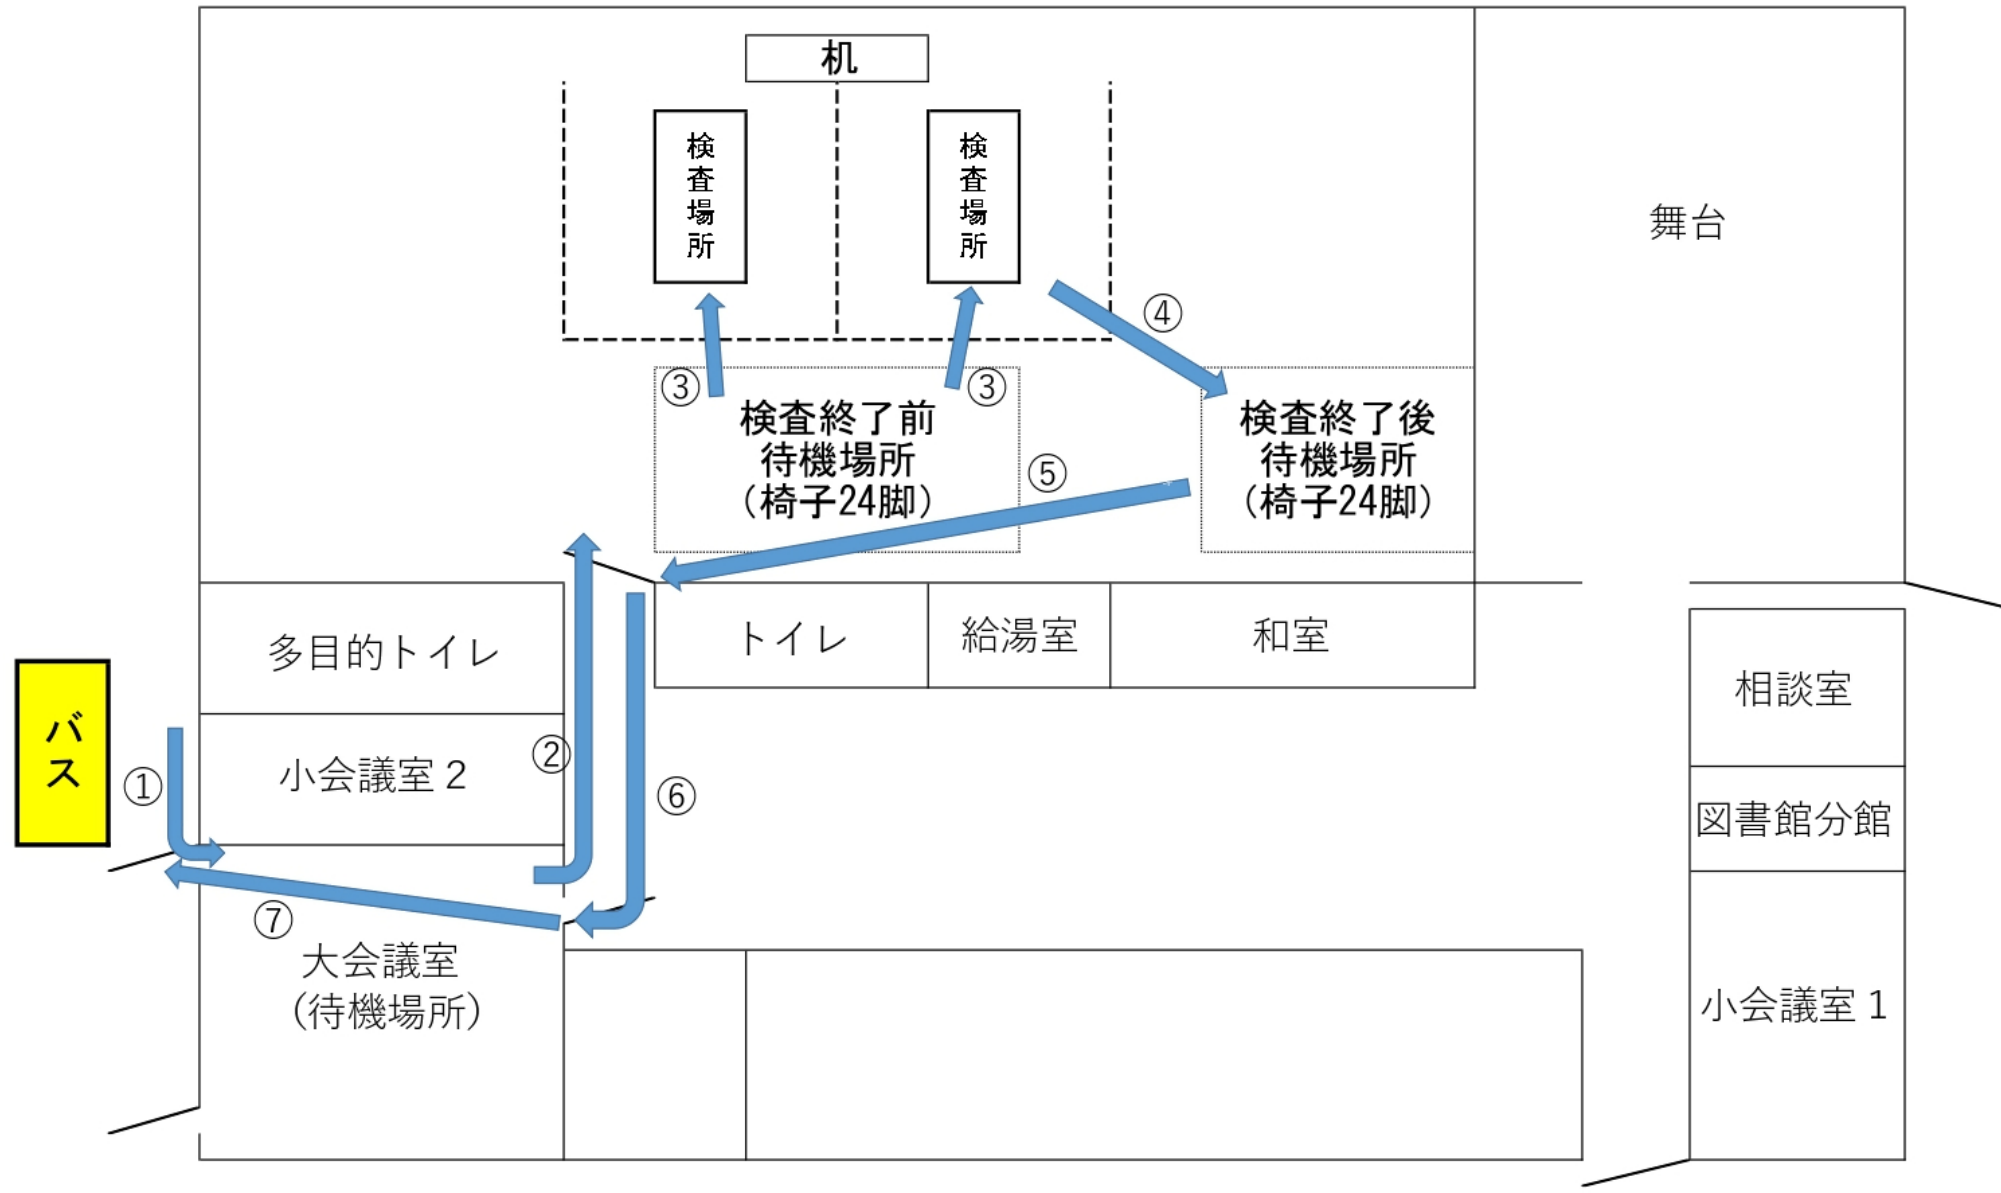 机
検査場所
検査場所
舞台
④
③
③
検査終了前
待機場所
（椅子24脚）
検査終了後
待機場所
（椅子24脚）
⑤
多目的トイレ
トイレ
給湯室
和室
バス
①
小会議室２
②
⑥
相談室
図書館分館
⑦
大会議室
（待機場所）
小会議室１